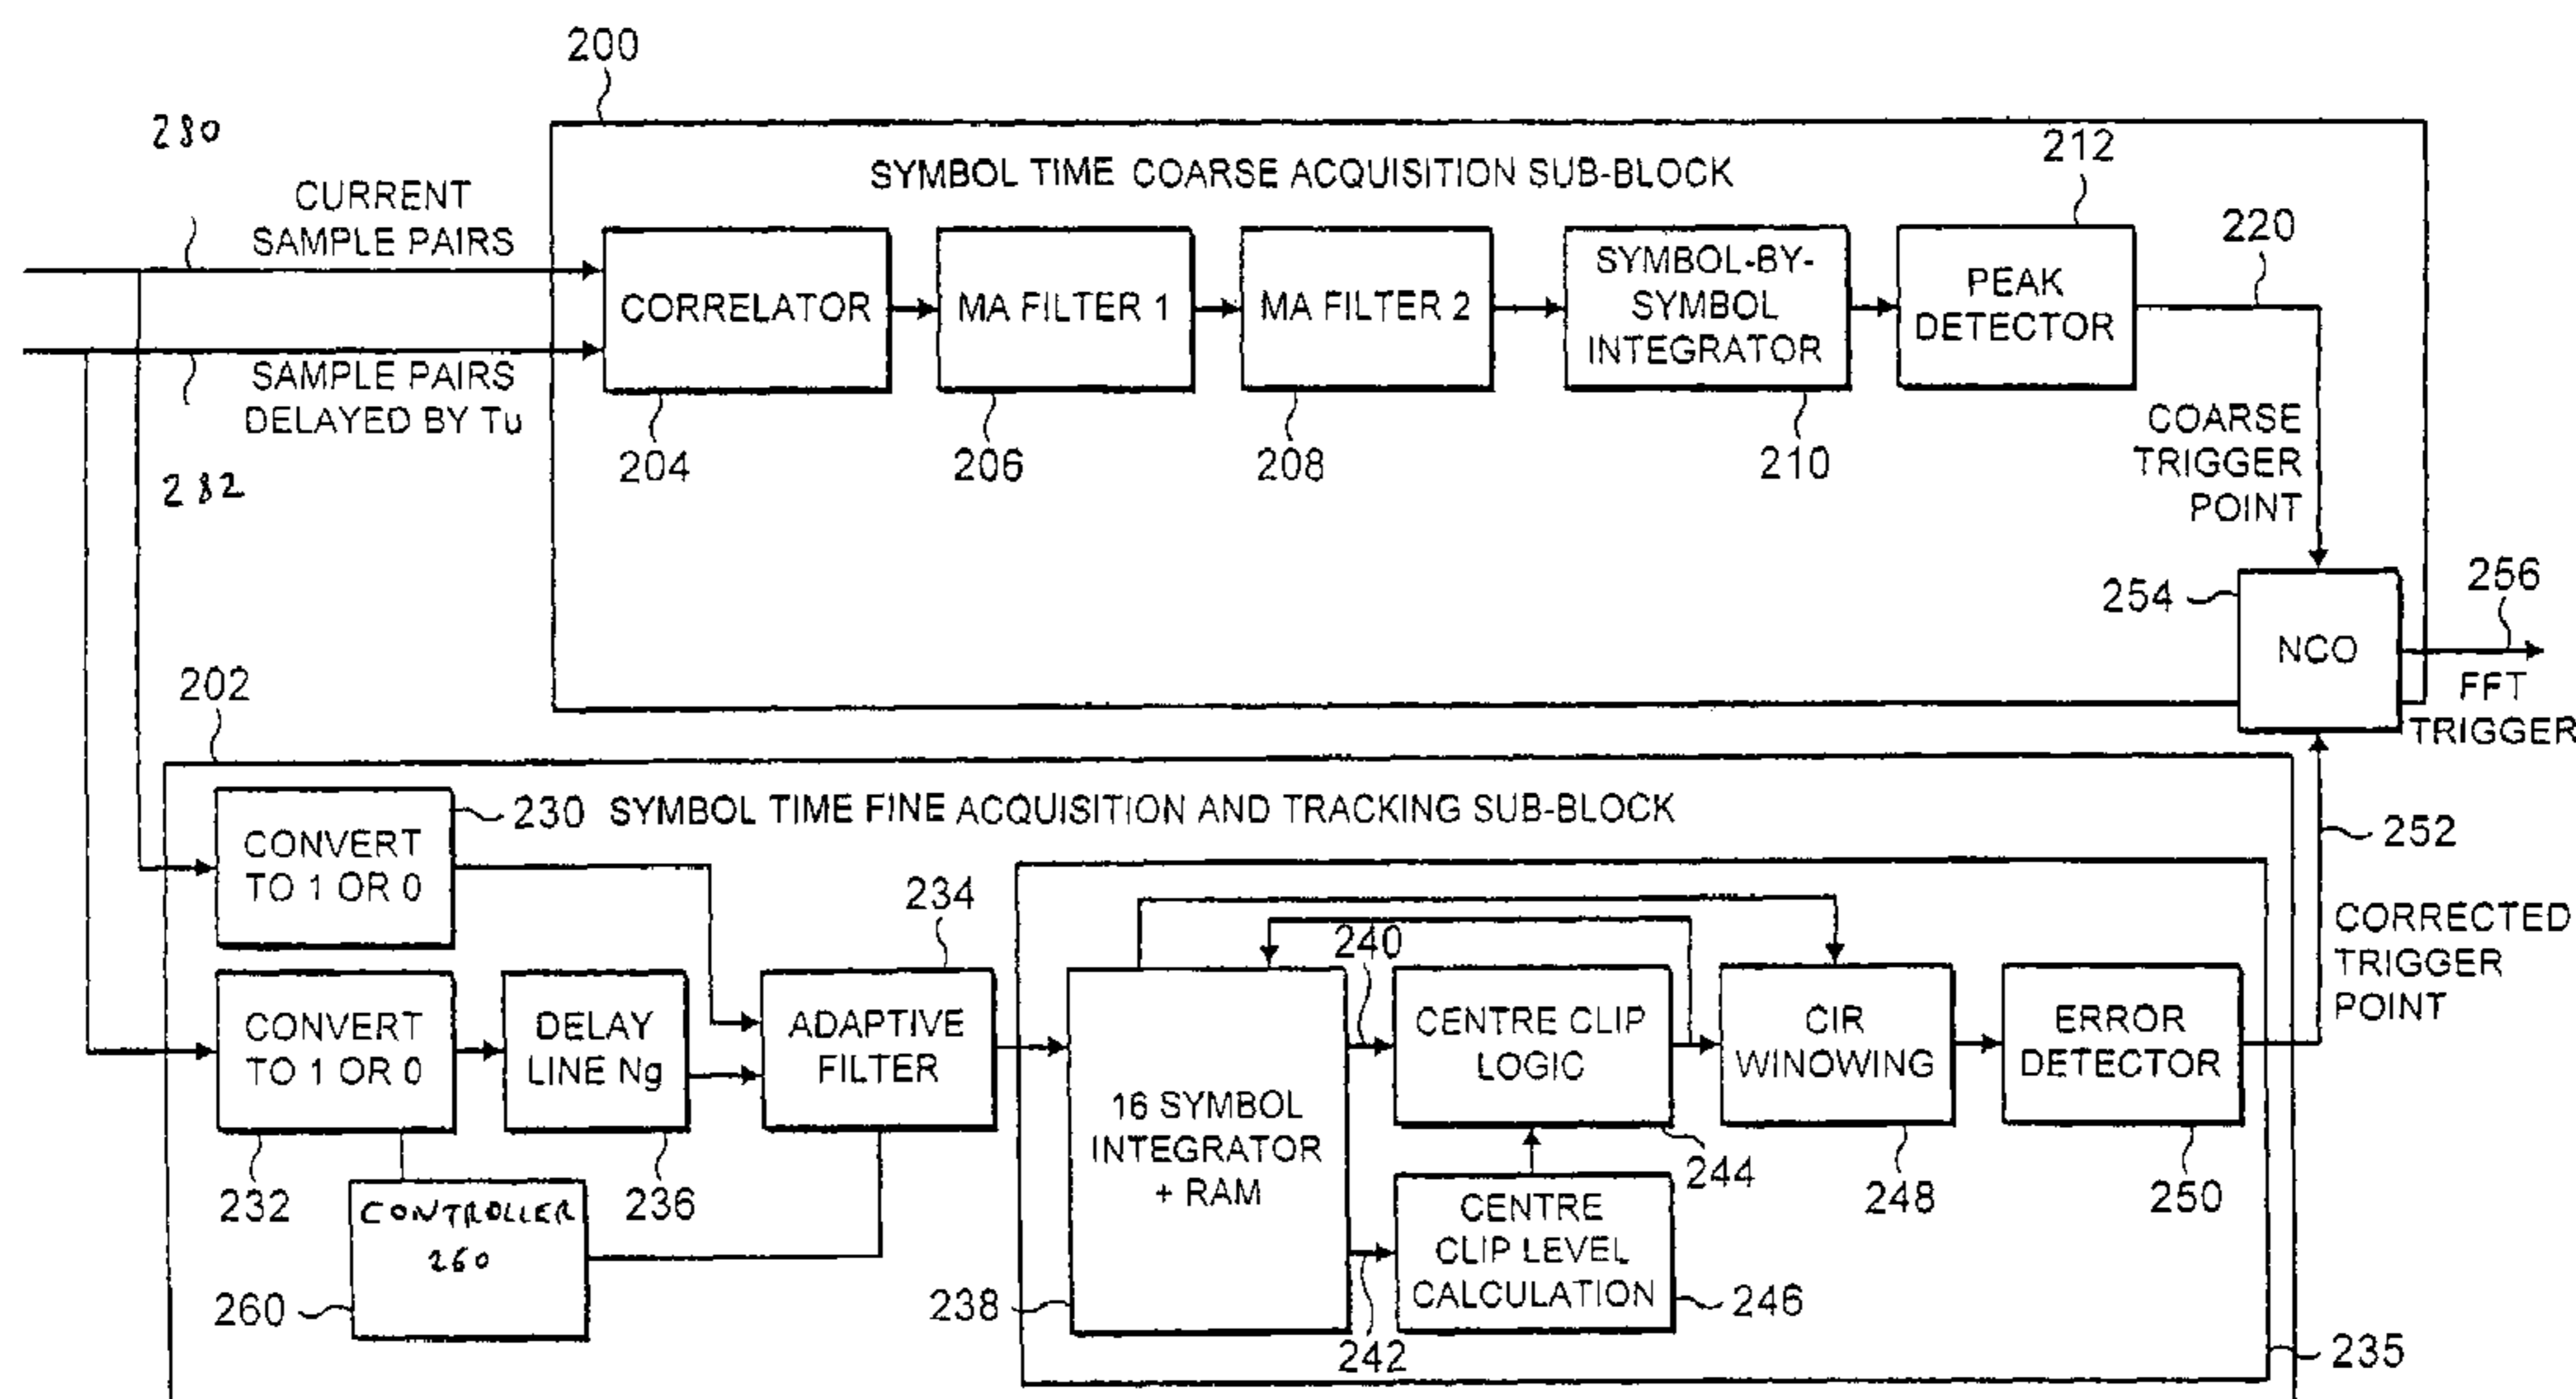 200
280
CURRENT
SAMPLE PAIRS
SAMPLE PAIRS
DELAYED BY Tu
282
SYMBOL TIME COARSE ACQUISITION SUB-BLOCK
212
CORRELATOR
204
MA FILTER 1
206
MA FILTER 2
208
SYMBOL-BY-
SYMBOL
INTEGRATOR
210
PEAK
DETECTOR
220
COARSE
TRIGGER
POINT
254
NCO
256
FFT
TRIGGER
202
SYMBOL TIME FINE ACQUISITION AND TRACKING SUB-BLOCK
CONVERT
TO 1 OR 0
230
252
CORRECTED
TRIGGER
POINT
CONVERT
TO 1 OR 0
232
DELAY
LINE Ng
236
ADAPTIVE
FILTER
234
CONTROLLER
260
260
16 SYMBOL
INTEGRATOR
+ RAM
238
240
CENTRE CLIP
LOGIC
244
242
CENTRE
CLIP LEVEL
CALCULATION
246
CIR
WINOWING
248
ERROR
DETECTOR
250
235